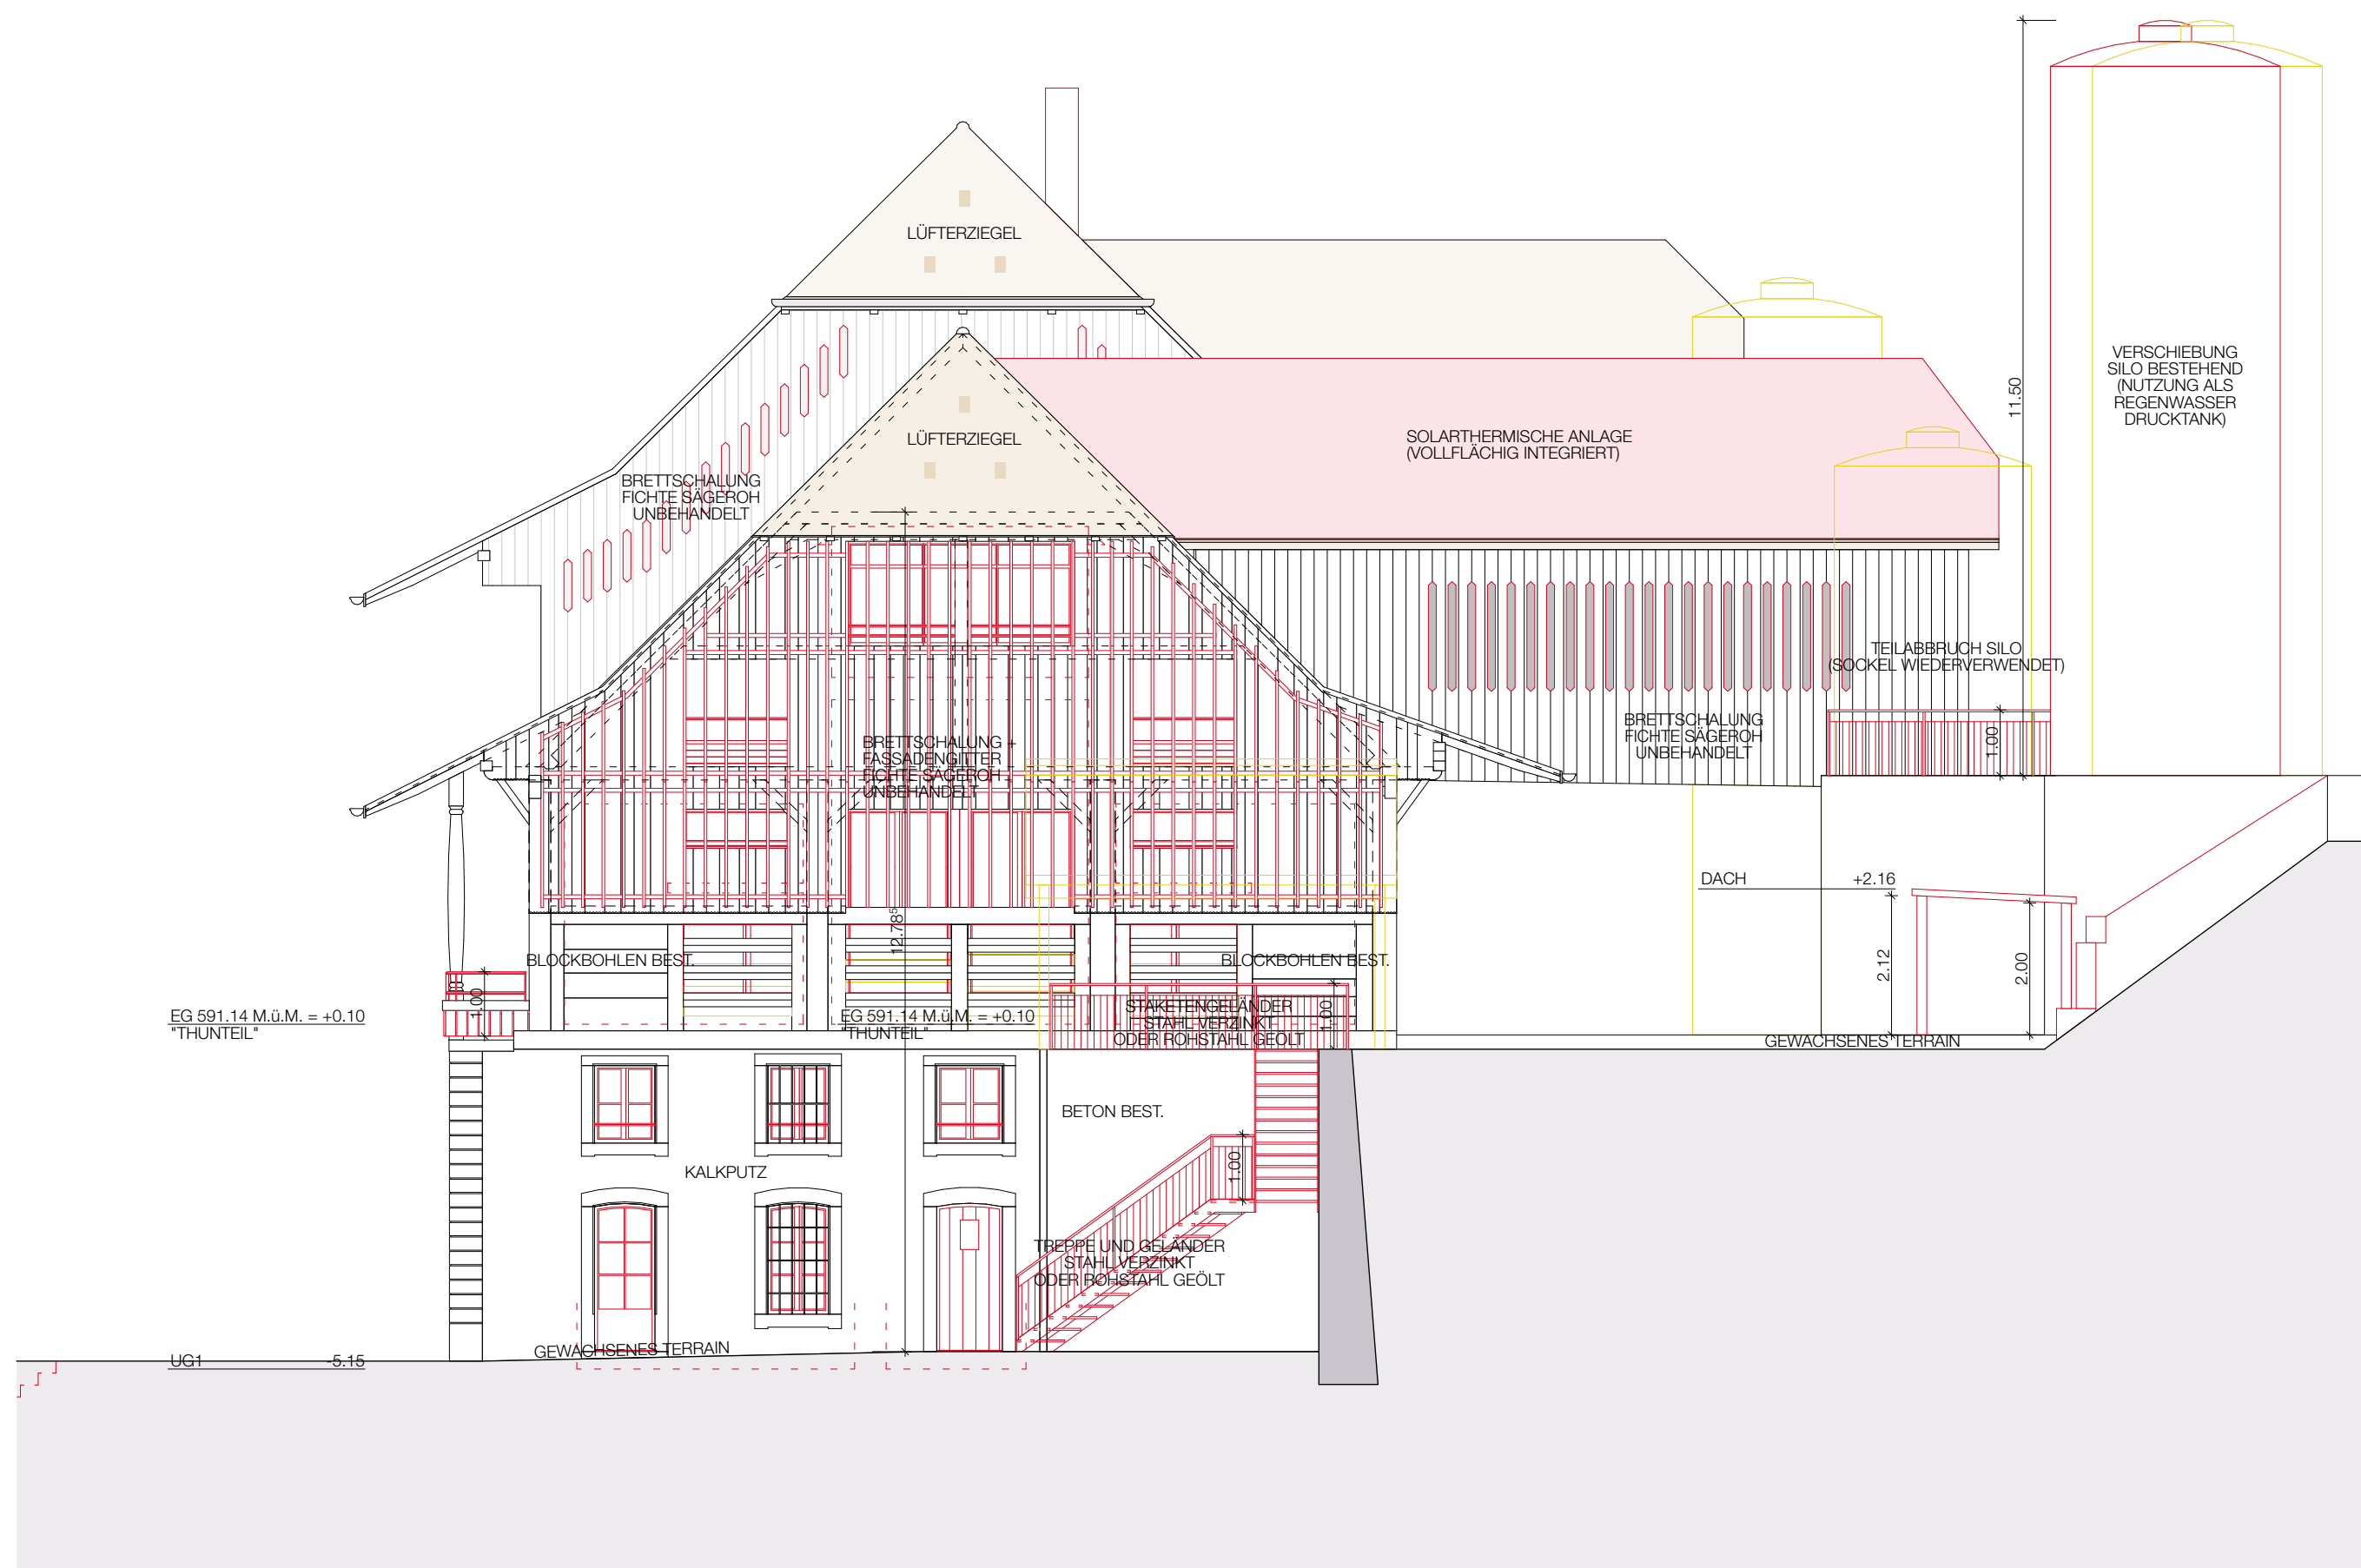 LÜFTERZIEGEL
VERSCHIEBUNG
SILO BESTEHEND
(NUTZUNG ALS
REGENWASSER
DRUCKTANK)
11.50
LÜFTERZIEGEL
SOLARTHERMISCHE ANLAGE
(VOLLFLÄCHIG INTEGRIERT)
BRETTSCHALUNG
FICHTE SÄGEROH
UNBEHANDELT
TEILABBRUCH SILO
(SOCKEL WIEDERVERWENDET)
BRETTSCHALUNG
FICHTE SÄGEROH
UNBEHANDELT
1.00
BRETTSCHALUNG +
FASSADENGITTER
FICHTE SÄGEROH
UNBEHANDELT
DACH +2.16
12.78⁵
BLOCKBOHLEN BEST.
BLOCKBOHLEN BEST.
2.12
2.00
1.00
EG 591.14 M.ü.M. = +0.10
"THUNTEIL"
EG 591.14 M.ü.M. = +0.10
"THUNTEIL"
STAKETENGELÄNDER
STAHL VERZINKT
ODER ROHSTAHL GEÖLT
1.00
GEWACHSENES TERRAIN
BETON BEST.
KALKPUTZ
1.00
TREPPE UND GELÄNDER
STAHL VERZINKT
ODER ROHSTAHL GEÖLT
GEWACHSENES TERRAIN
UG1 -5.15